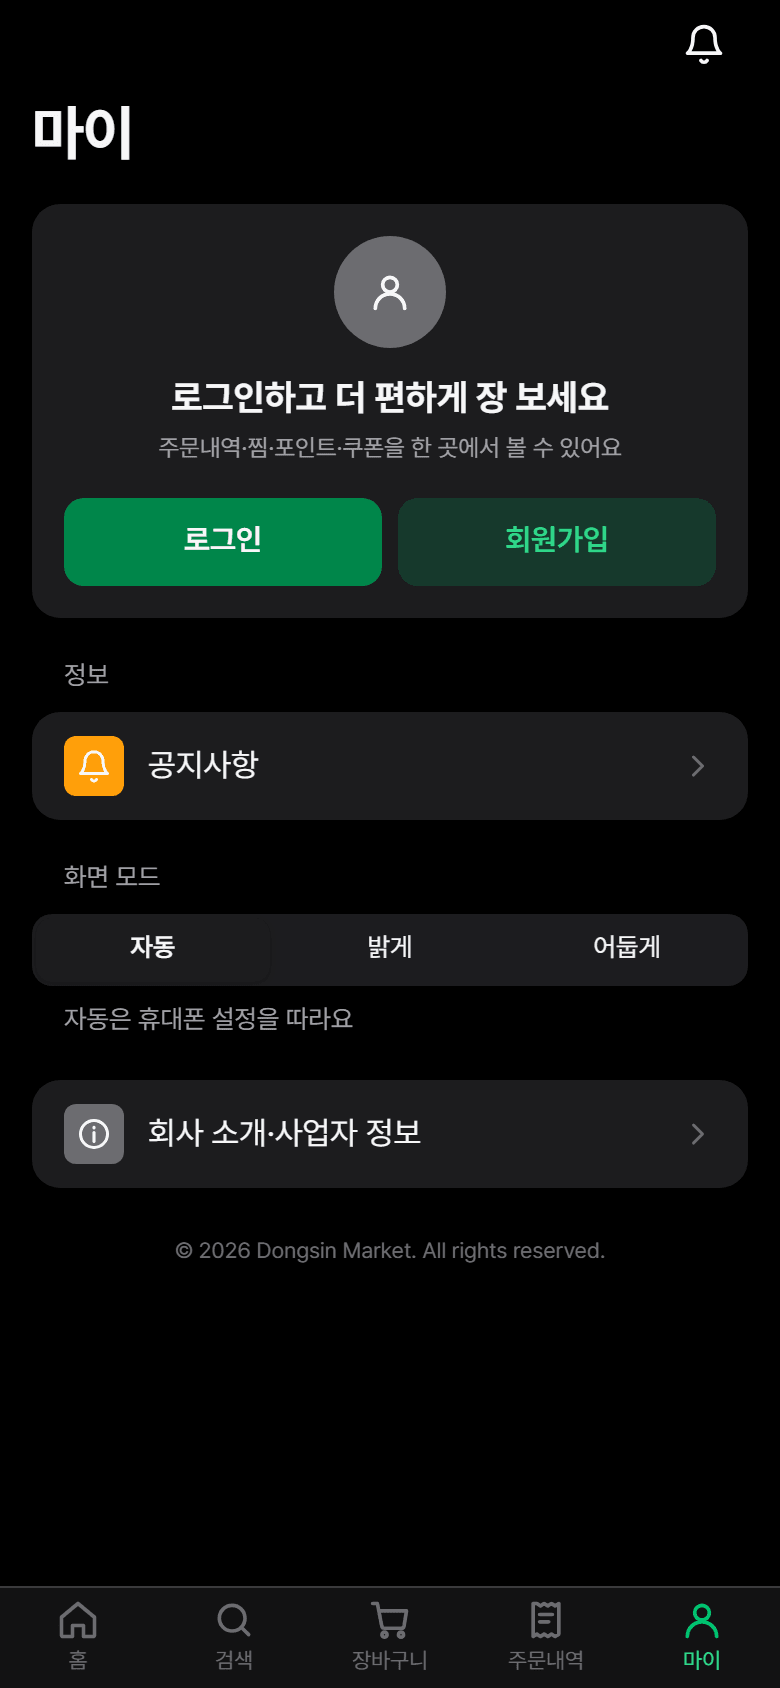 마이
로그인하고 더 편하게 장 보세요
주문내역·찜·포인트·쿠폰을 한 곳에서 볼 수 있어요
로그인
회원가입
정보
공지사항
화면 모드
자동
밝게
어둡게
자동은 휴대폰 설정을 따라요
회사 소개·사업자 정보
© 2026 Dongsin Market. All rights reserved.
홈
검색
장바구니
주문내역
마이